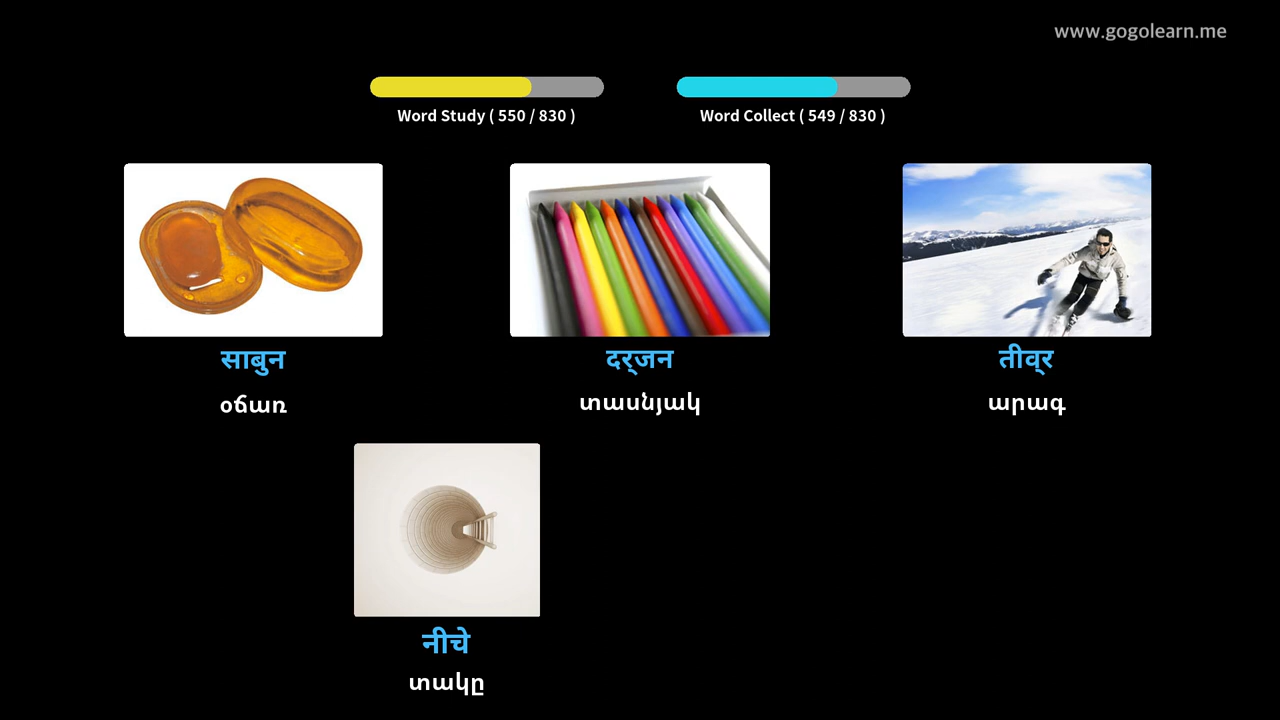 www.gogolearn.me
Word Study ( 550 / 830 )
Word Collect ( 549 / 830 )
साबुन
दर्जन
तीव्र
օճառ
տասնյակ
արագ
नीचे
տակը